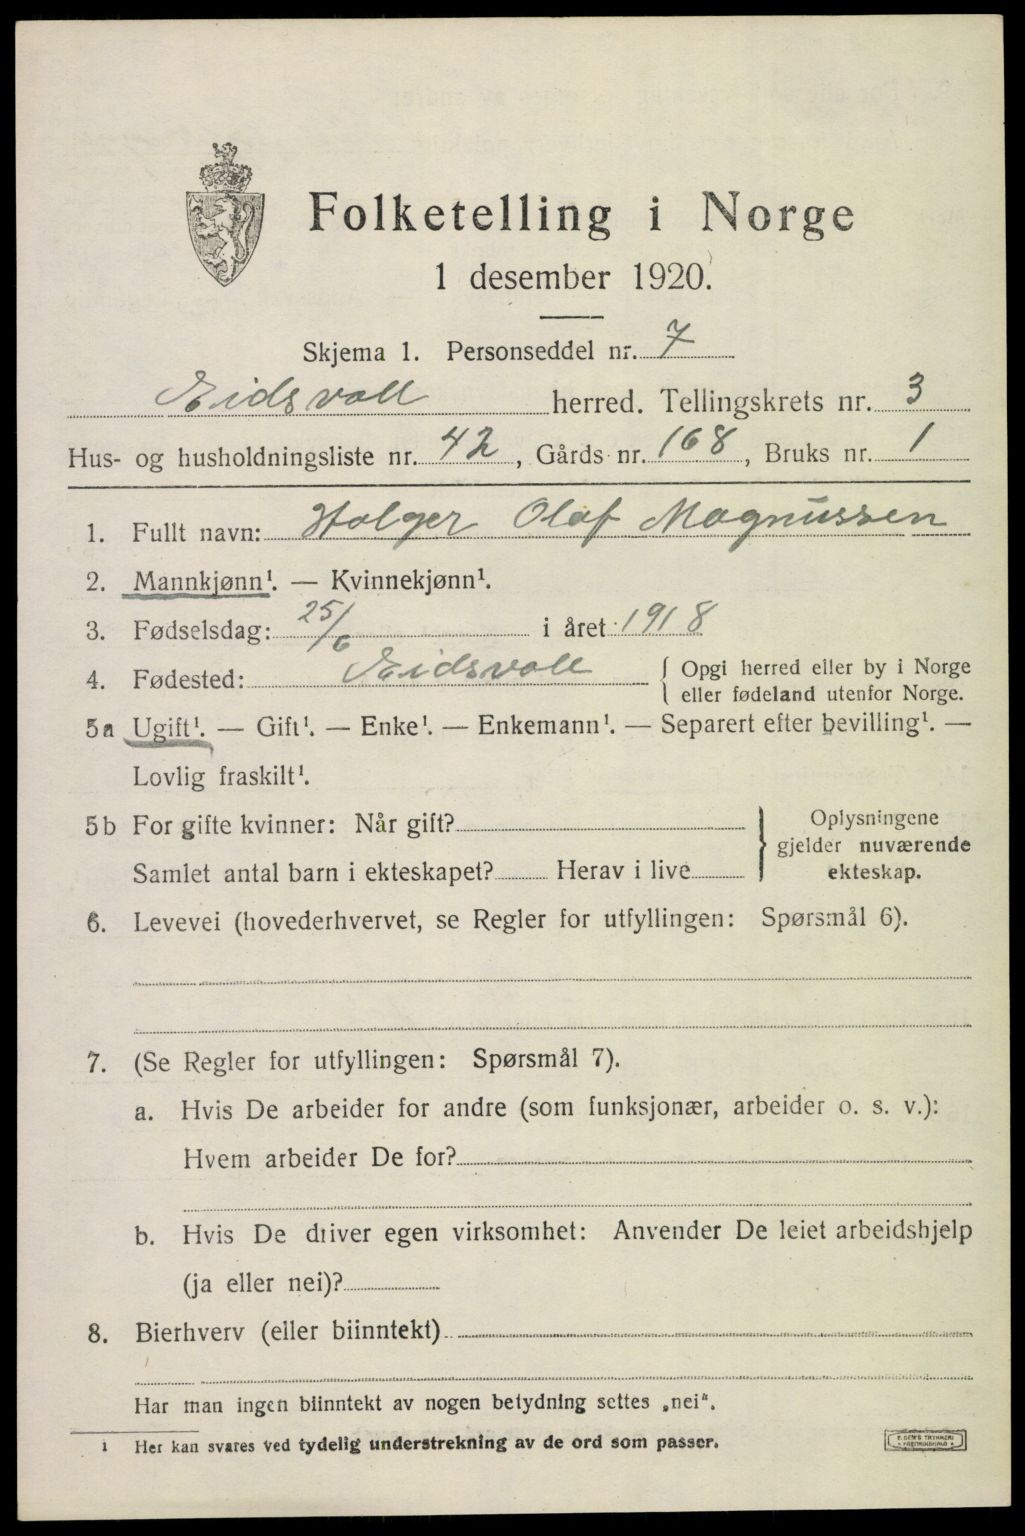 Folketelling i Norge
1 desember 1920.
Skjema 1. Personseddel nr. 7
Eidsvoll herred. Tellingskrets nr. 3
Hus- og husholdningsliste nr. 42, Gårds nr. 168, Bruks nr. 1
1. Fullt navn: Holger Olaf Magnussen
2. Mannkjønn¹. — Kvinnekjønn¹.
3. Fødselsdag: 25/6 i året 1918
4. Fødested: Eidsvoll { Opgi herred eller by i Norge
eller fødeland utenfor Norge.
5a Ugift¹. — Gift¹. — Enke¹. — Enkemann¹. — Separert efter bevilling¹. —
Lovlig fraskilt¹.
5b For gifte kvinner: Når gift?
Samlet antal barn i ekteskapet? Herav i live
} Oplysningene
gjelder nuværende
ekteskap.
6. Levevei (hovederhvervet, se Regler for utfyllingen: Spørsmål 6).
7. (Se Regler for utfyllingen: Spørsmål 7).
a. Hvis De arbeider for andre (som funksjonær, arbeider o. s. v.):
Hvem arbeider De for?
b. Hvis De driver egen virksomhet: Anvender De leiet arbeidshjelp
(ja eller nei)?
8. Bierhverv (eller biinntekt)
Har man ingen biinntekt av nogen betydning settes „nei“.
1 Her kan svares ved tydelig understrekning av de ord som passer.